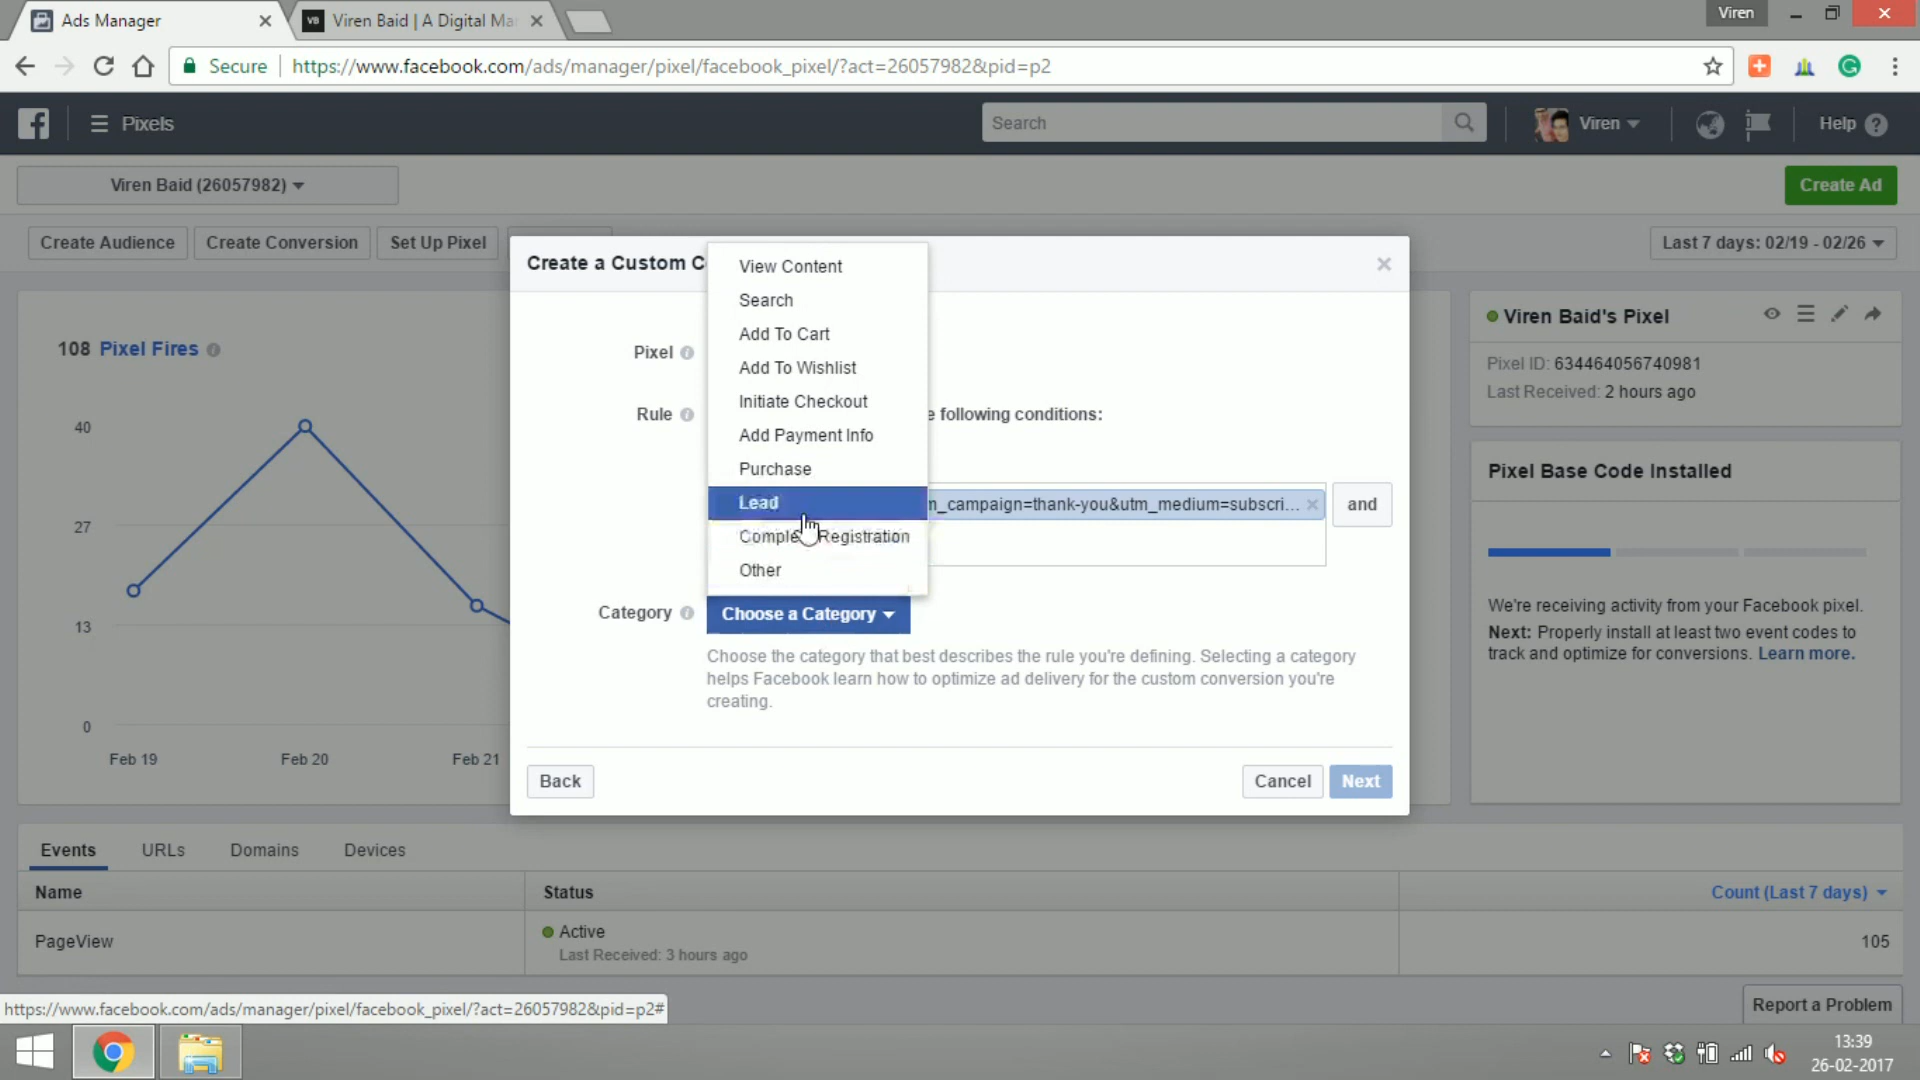 Ads Manager
VB Viren Baid | A Digital Ma
Viren
Secure https://www.facebook.com/ads/manager/pixel/facebook_pixel/?act=26057982&pid=p2
Pixels
Search
Viren
Help
Viren Baid (26057982)
Create Ad
Create Audience
Create Conversion
Set Up Pixel
Last 7 days: 02/19 - 02/26
108 Pixel Fires
40
27
13
0
Feb 19
Feb 20
Feb 21
Create a Custom C
Pixel
Rule
e following conditions:
m_campaign=thank-you&utm_medium=subscri...
and
View Content
Search
Add To Cart
Add To Wishlist
Initiate Checkout
Add Payment Info
Purchase
Lead
Comple Registration
Other
Category
Choose a Category
Choose the category that best describes the rule you're defining. Selecting a category
helps Facebook learn how to optimize ad delivery for the custom conversion you're
creating.
Back
Cancel
Next
Viren Baid's Pixel
Pixel ID: 634464056740981
Last Received: 2 hours ago
Pixel Base Code Installed
We're receiving activity from your Facebook pixel.
Next: Properly install at least two event codes to
track and optimize for conversions. Learn more.
Events
URLs
Domains
Devices
Name
Status
Count (Last 7 days)
PageView
Active
Last Received: 3 hours ago
105
https://www.facebook.com/ads/manager/pixel/facebook_pixel/?act=26057982&pid=p2#
Report a Problem
13:39
26-02-2017